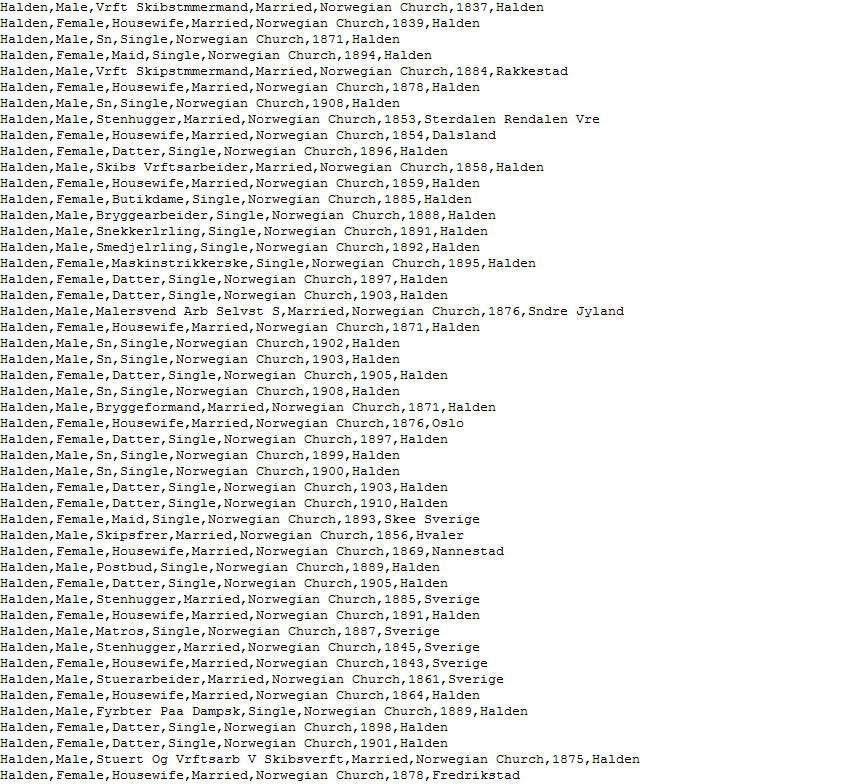 Halden,Male,Vrft Skibstmmermand,Married,Norwegian Church,1837,Halden
Halden,Female,Housewife,Married,Norwegian Church,1839,Halden
Halden,Male,Sn,Single,Norwegian Church,1871,Halden
Halden,Female,Maid,Single,Norwegian Church,1894,Halden
Halden,Male,Vrft Skipstmmermand,Married,Norwegian Church,1884,Rakkestad
Halden,Female,Housewife,Married,Norwegian Church,1878,Halden
Halden,Male,Sn,Single,Norwegian Church,1908,Halden
Halden,Male,Stenhugger,Married,Norwegian Church,1853,Sterdalen Rendalen Vre
Halden,Female,Housewife,Married,Norwegian Church,1854,Dalsland
Halden,Female,Datter,Single,Norwegian Church,1896,Halden
Halden,Male,Skibs Vrftsarbeider,Married,Norwegian Church,1858,Halden
Halden,Female,Housewife,Married,Norwegian Church,1859,Halden
Halden,Female,Butikdame,Single,Norwegian Church,1885,Halden
Halden,Male,Bryggearbeider,Single,Norwegian Church,1888,Halden
Halden,Male,Snekkerlrling,Single,Norwegian Church,1891,Halden
Halden,Male,Smedjelrling,Single,Norwegian Church,1892,Halden
Halden,Female,Maskinstrikkerske,Single,Norwegian Church,1895,Halden
Halden,Female,Datter,Single,Norwegian Church,1897,Halden
Halden,Female,Datter,Single,Norwegian Church,1903,Halden
Halden,Male,Malersvend Arb Selvst S,Married,Norwegian Church,1876,Sndre Jyland
Halden,Female,Housewife,Married,Norwegian Church,1871,Halden
Halden,Male,Sn,Single,Norwegian Church,1902,Halden
Halden,Male,Sn,Single,Norwegian Church,1903,Halden
Halden,Female,Datter,Single,Norwegian Church,1905,Halden
Halden,Male,Sn,Single,Norwegian Church,1908,Halden
Halden,Male,Bryggeformand,Married,Norwegian Church,1871,Halden
Halden,Female,Housewife,Married,Norwegian Church,1876,Oslo
Halden,Female,Datter,Single,Norwegian Church,1897,Halden
Halden,Male,Sn,Single,Norwegian Church,1899,Halden
Halden,Male,Sn,Single,Norwegian Church,1900,Halden
Halden,Female,Datter,Single,Norwegian Church,1903,Halden
Halden,Female,Datter,Single,Norwegian Church,1910,Halden
Halden,Female,Maid,Single,Norwegian Church,1893,Skee Sverige
Halden,Male,Skipsfrer,Married,Norwegian Church,1856,Hvaler
Halden,Female,Housewife,Married,Norwegian Church,1869,Nannestad
Halden,Male,Postbud,Single,Norwegian Church,1889,Halden
Halden,Female,Datter,Single,Norwegian Church,1905,Halden
Halden,Male,Stenhugger,Married,Norwegian Church,1885,Sverige
Halden,Female,Housewife,Married,Norwegian Church,1891,Halden
Halden,Male,Matros,Single,Norwegian Church,1887,Sverige
Halden,Male,Stenhugger,Married,Norwegian Church,1845,Sverige
Halden,Female,Housewife,Married,Norwegian Church,1843,Sverige
Halden,Male,Stuerarbeider,Married,Norwegian Church,1861,Sverige
Halden,Female,Housewife,Married,Norwegian Church,1864,Halden
Halden,Male,Fyrbter Paa Dampsk,Single,Norwegian Church,1889,Halden
Halden,Female,Datter,Single,Norwegian Church,1898,Halden
Halden,Female,Datter,Single,Norwegian Church,1901,Halden
Halden,Male,Stuert Og Vrftsarb V Skibsverft,Married,Norwegian Church,1875,Halden
Halden,Female,Housewife,Married,Norwegian Church,1878,Fredrikstad